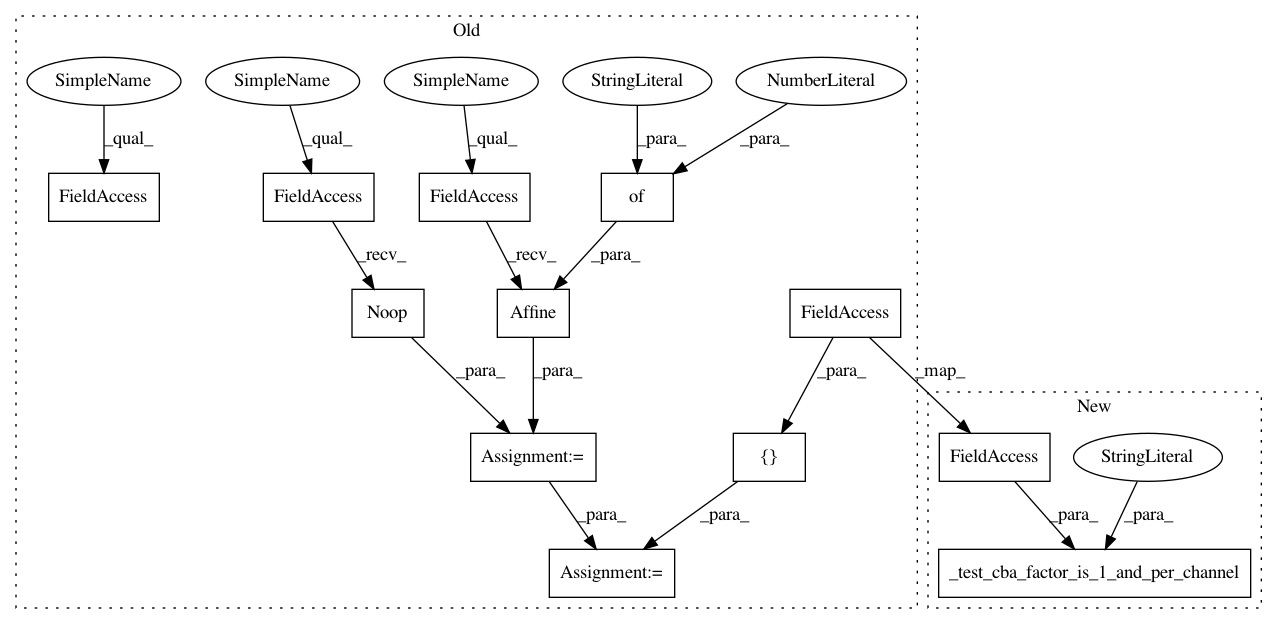 Old
SimpleName SimpleName SimpleName StringLiteral NumberLiteral
_qual_ _qual_ _qual_ _para_ _para_
FieldAccess FieldAccess FieldAccess of
_recv_ _recv_ _para_
Noop Affine FieldAccess
_para_ _para_ _para_ _map_
New
Assignment:= {} FieldAccess StringLiteral
_para_ _para_ _para_ _para_
Assignment:= _test_cba_factor_is_1_and_per_channel